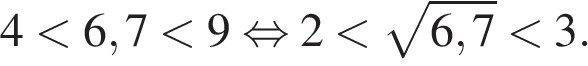 4 < 6,7 < 9 ⇔ 2 < √6,7 < 3.